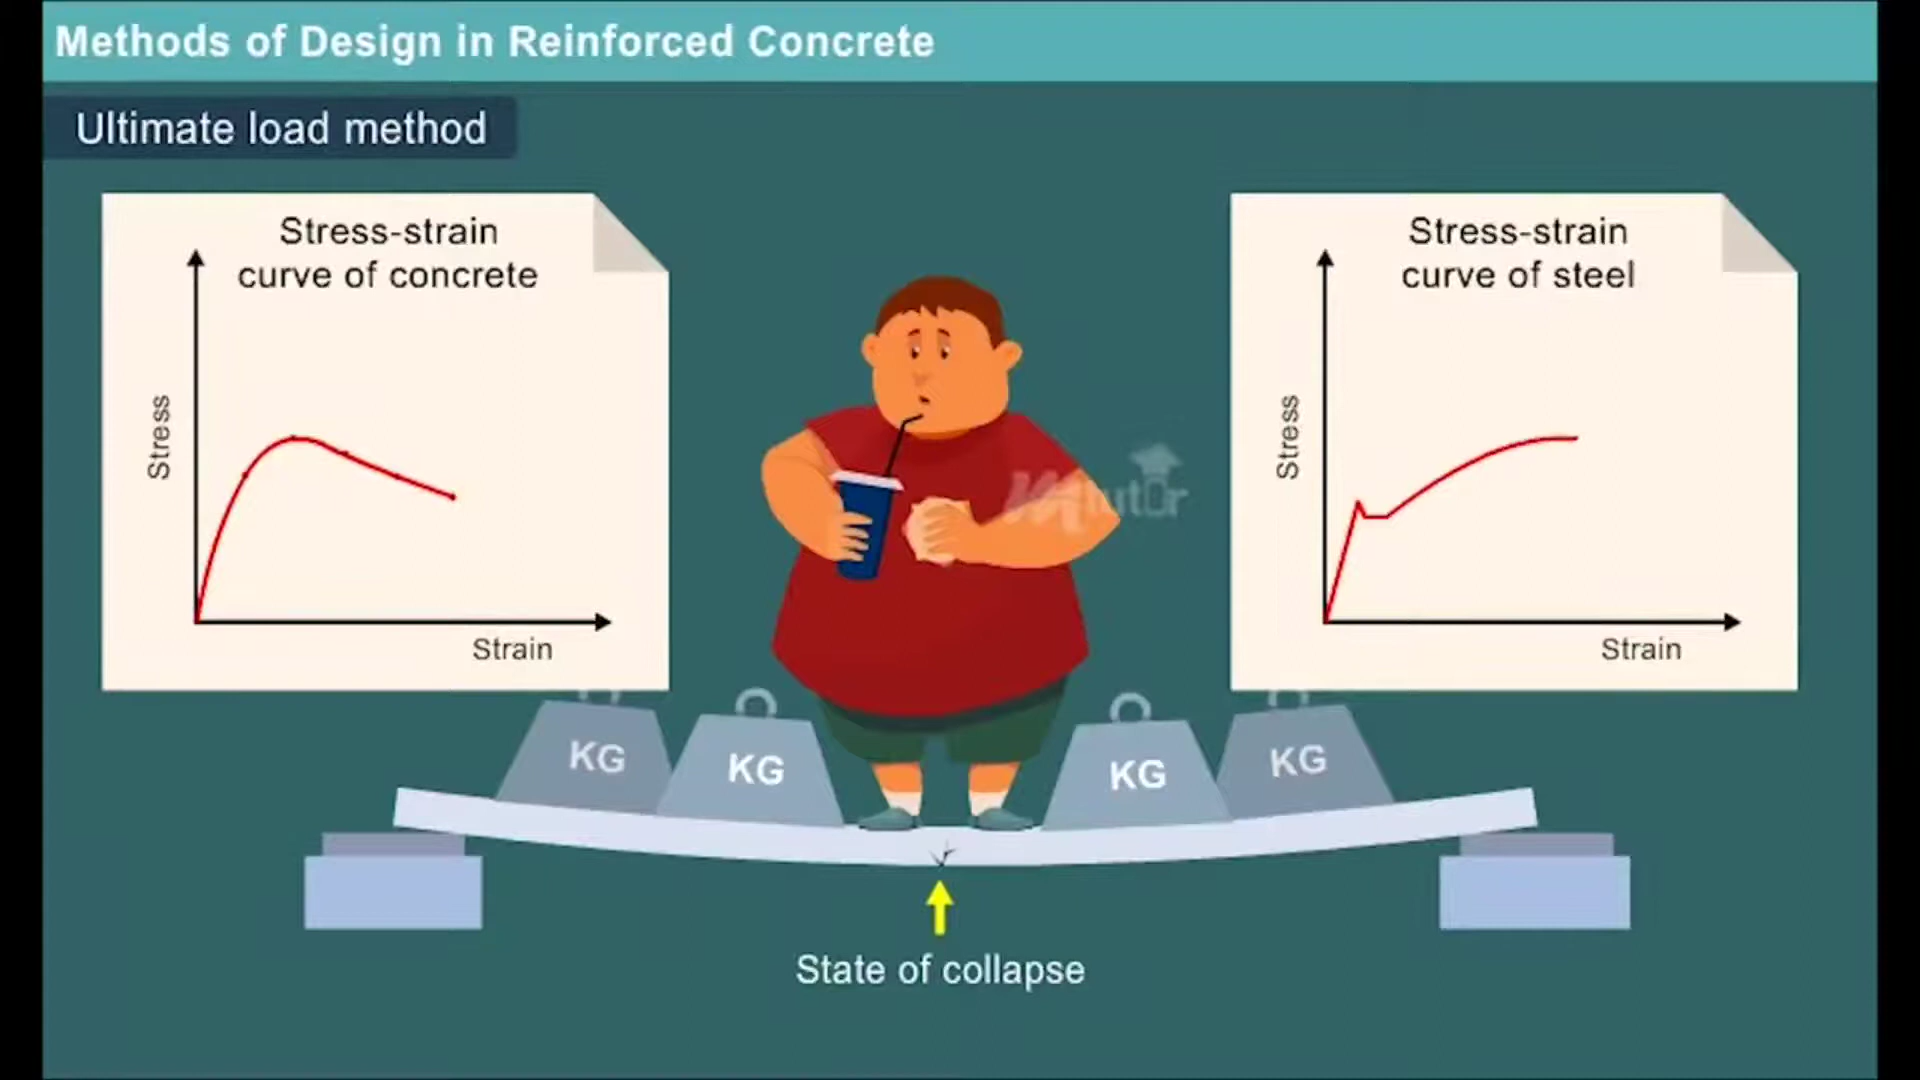 Methods of Design in Reinforced Concrete
Ultimate load method
Stress-strain
curve of concrete
Stress
Strain
Stress-strain
curve of steel
Stress
Strain
KG
KG
KG
KG
State of collapse